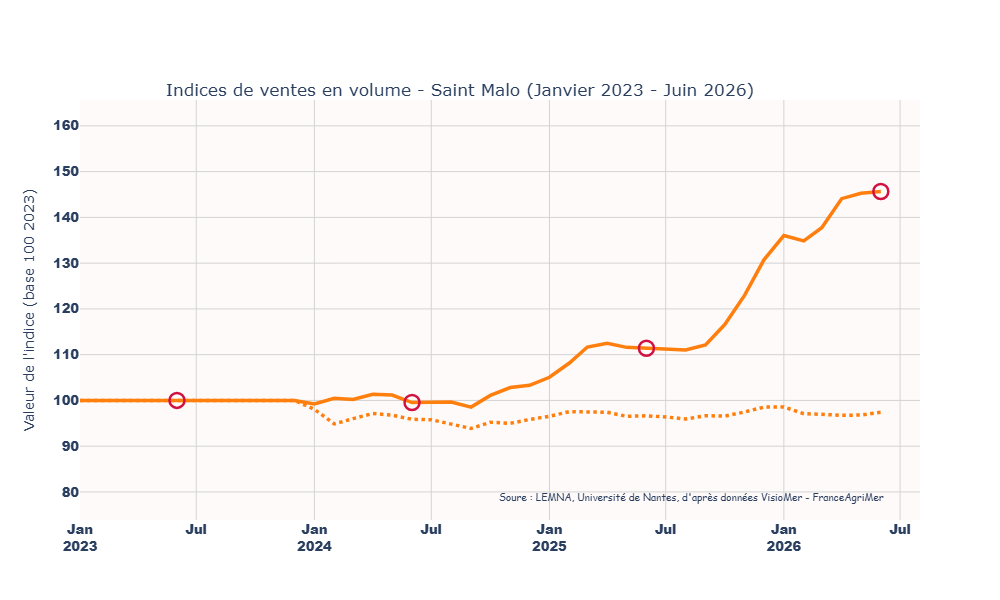 Indices de ventes en volume - Saint Malo (Janvier 2023 - Juin 2026)
Valeur de l'Indice (base 100 2023)
160
150
140
130
120
110
100
90
80
Soure : LEMNA, Université de Nantes, d'après données VisioMer - FranceAgriMer
Jan Jul Jan Jul Jan Jul Jan Jul
2023 2024 2025 2026